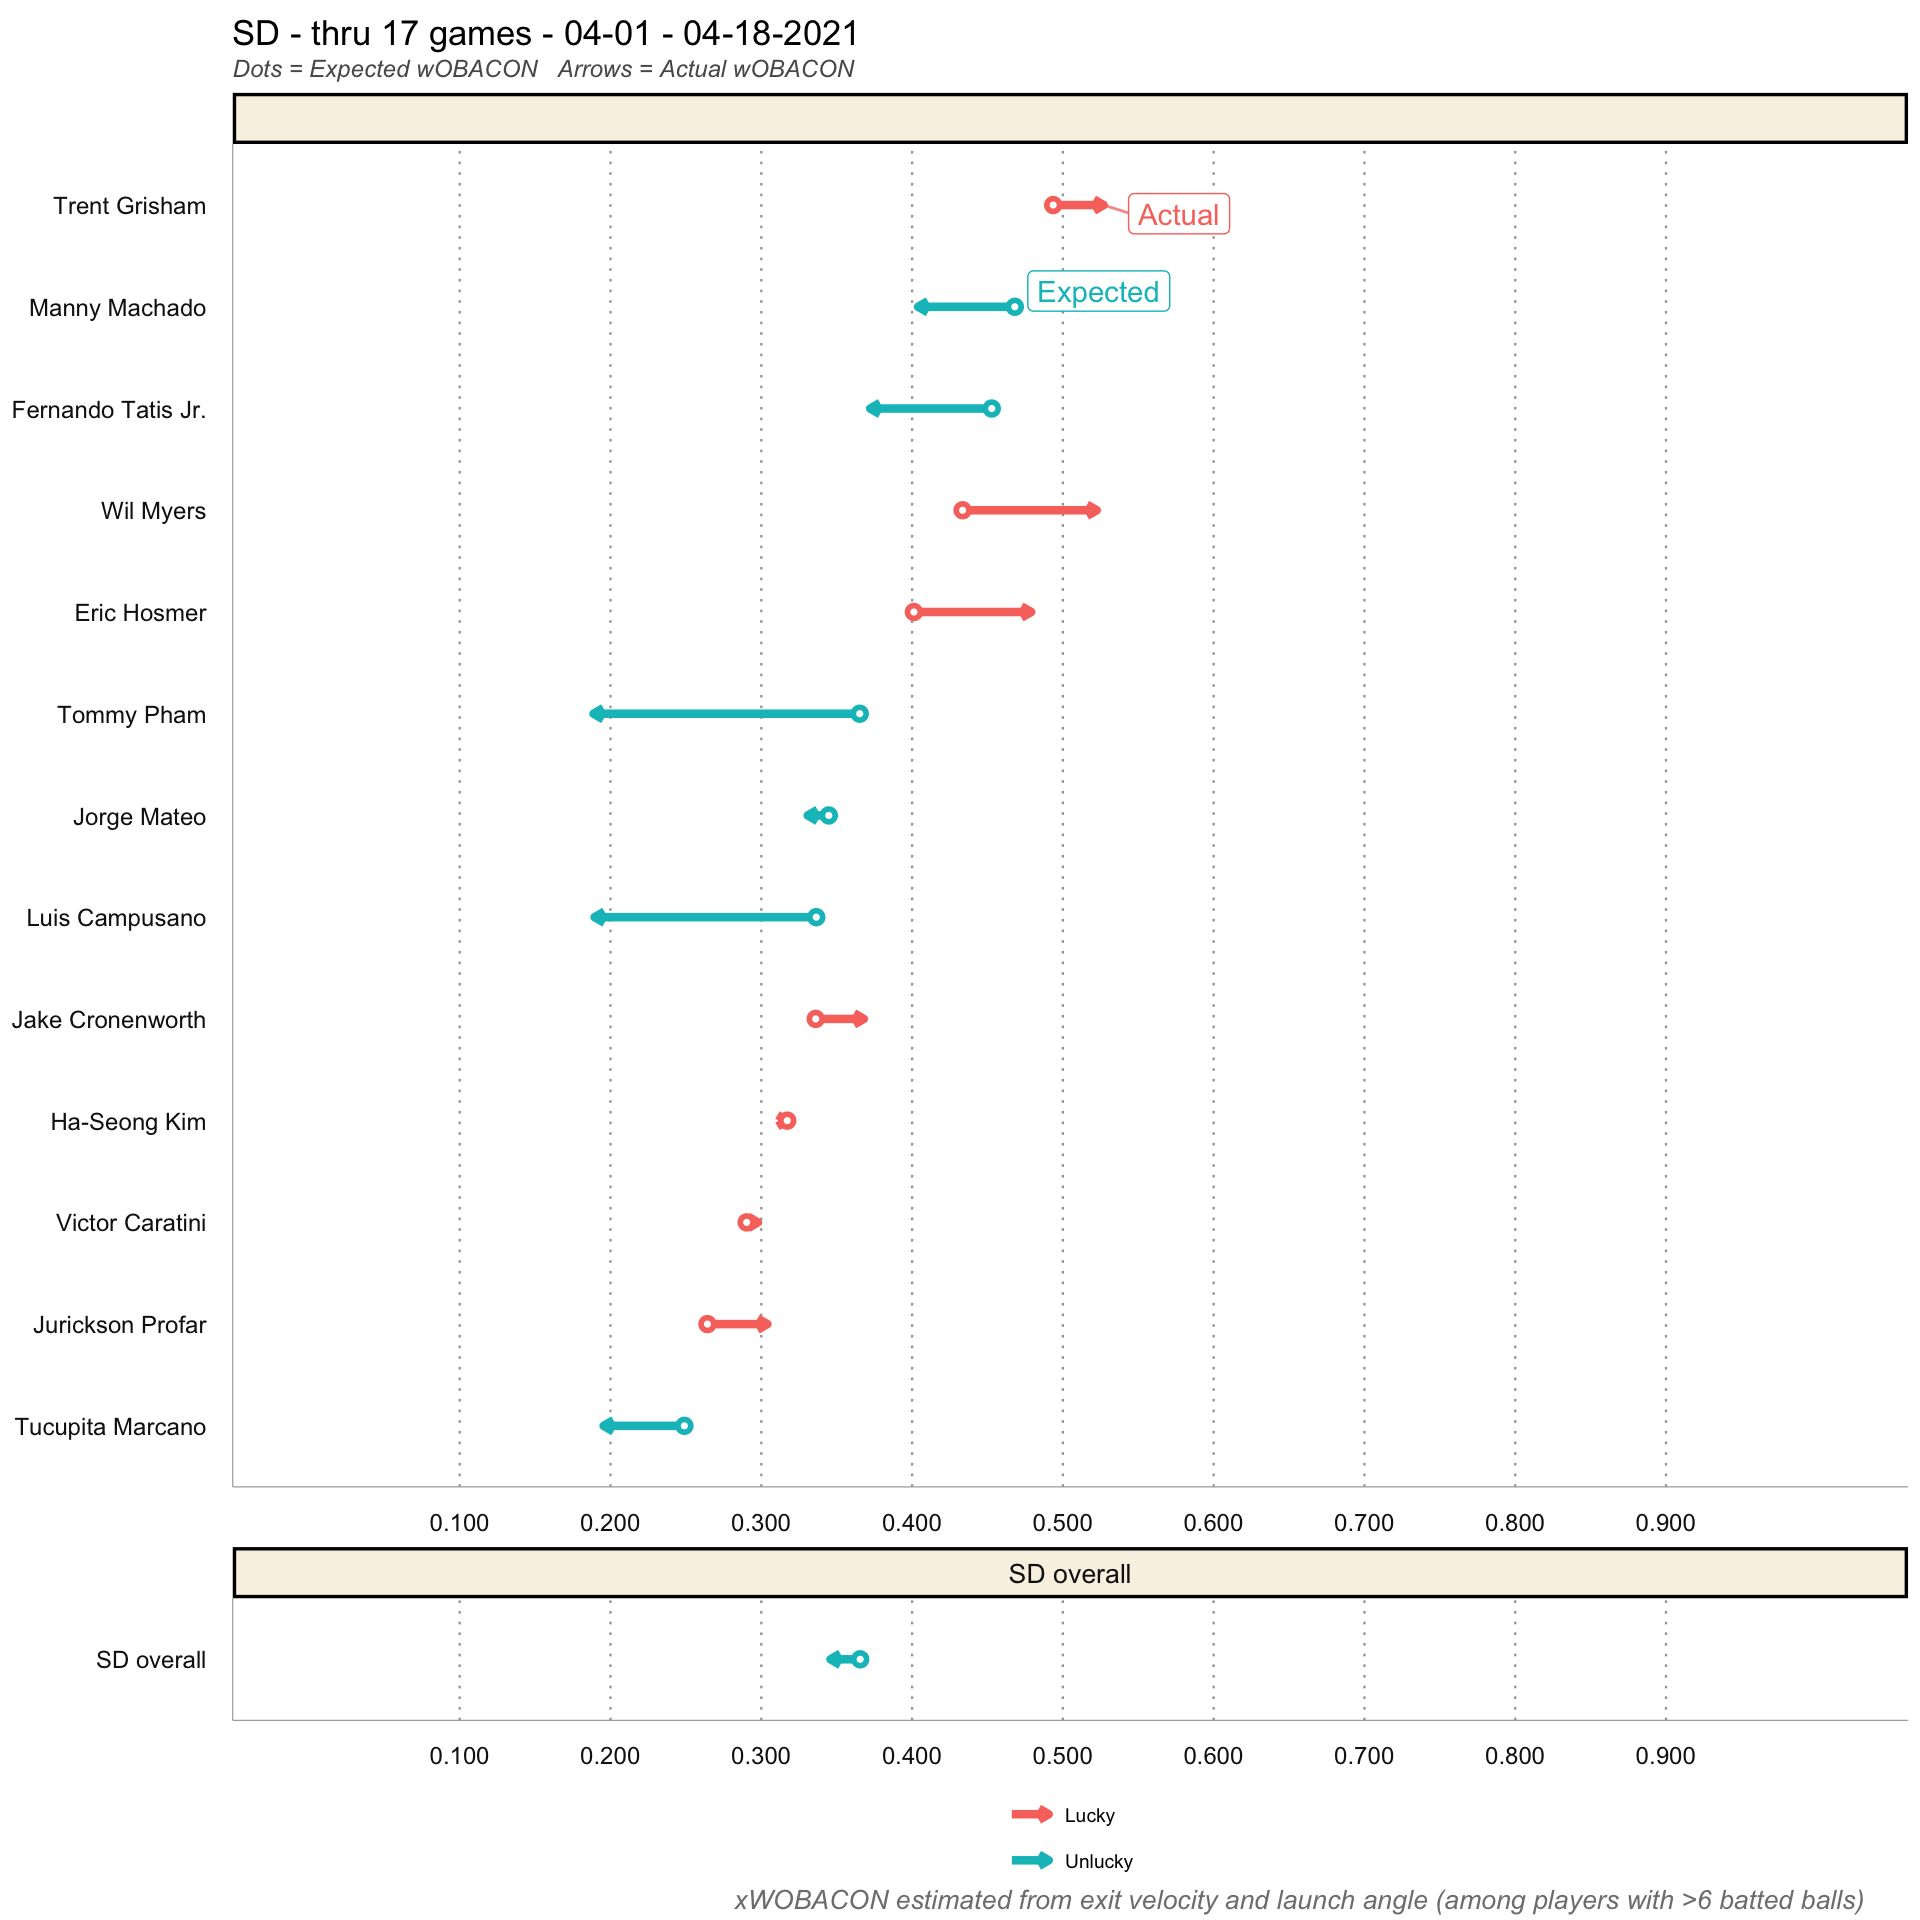 SD - thru 17 games - 04-01 - 04-18-2021
Dots = Expected wOBACON   Arrows = Actual wOBACON
Trent Grisham
Actual
Manny Machado
Expected
Fernando Tatis Jr.
Wil Myers
Eric Hosmer
Tommy Pham
Jorge Mateo
Luis Campusano
Jake Cronenworth
Ha-Seong Kim
Victor Caratini
Jurickson Profar
Tucupita Marcano
0.100 0.200 0.300 0.400 0.500 0.600 0.700 0.800 0.900
SD overall
SD overall
0.100 0.200 0.300 0.400 0.500 0.600 0.700 0.800 0.900
Lucky
Unlucky
xWOBACON estimated from exit velocity and launch angle (among players with >6 batted balls)